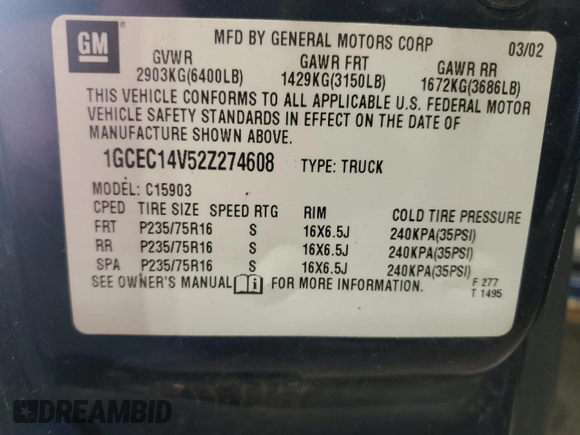 GM
MFD BY GENERAL MOTORS CORP 03/02
GVWR GAWR FRT GAWR RR
2903KG(6400LB) 1429KG(3150LB) 1672KG(3686LB)
THIS VEHICLE CONFORMS TO ALL APPLICABLE U.S. FEDERAL MOTOR
VEHICLE SAFETY STANDARDS IN EFFECT ON THE DATE OF
MANUFACTURE SHOWN ABOVE.
1GCEC14V52Z274608 TYPE: TRUCK
MODEL: C15903
CPED TIRE SIZE SPEED RTG RIM COLD TIRE PRESSURE
FRT P235/75R16 S 16X6.5J 240KPA(35PSI)
RR P235/75R16 S 16X6.5J 240KPA(35PSI)
SPA P235/75R16 S 16X6.5J 240KPA(35PSI)
SEE OWNER'S MANUAL FOR MORE INFORMATION.
F 277
T 1495
DREAMBID